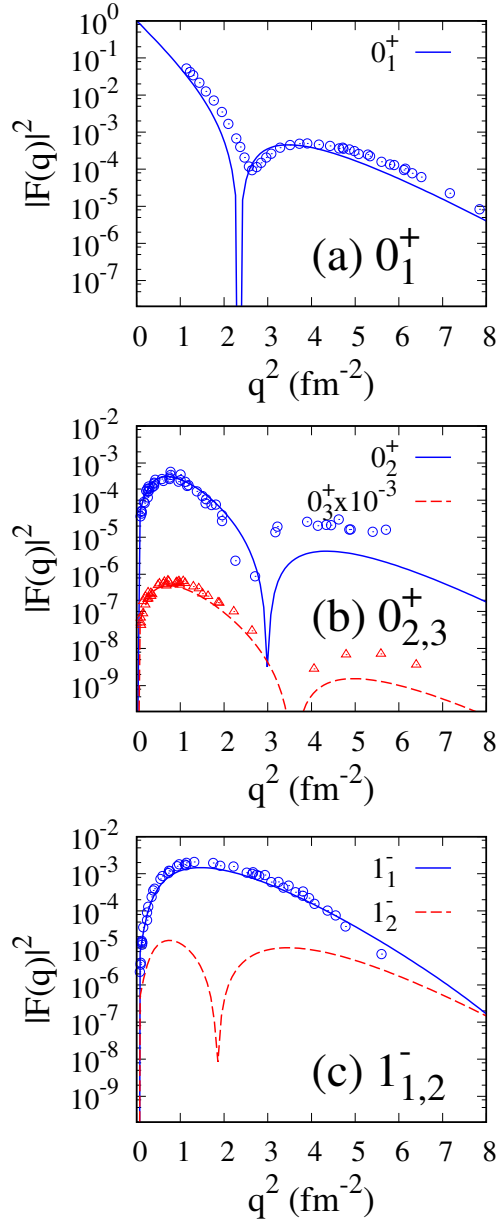 10^0
10^-1
10^-2
10^-3
10^-4
10^-5
10^-6
10^-7
|F(q)|^2
0_1^+
(a) 0_1^+
0 1 2 3 4 5 6 7 8
q^2 (fm^-2)
10^-2
10^-3
10^-4
10^-5
10^-6
10^-7
10^-8
10^-9
|F(q)|^2
0_2^+
0_3^+x10^-3
(b) 0_{2,3}^+
0 1 2 3 4 5 6 7 8
q^2 (fm^-2)
10^-2
10^-3
10^-4
10^-5
10^-6
10^-7
10^-8
10^-9
|F(q)|^2
1_1^-
1_2^-
(c) 1_{1,2}^-
0 1 2 3 4 5 6 7 8
q^2 (fm^-2)